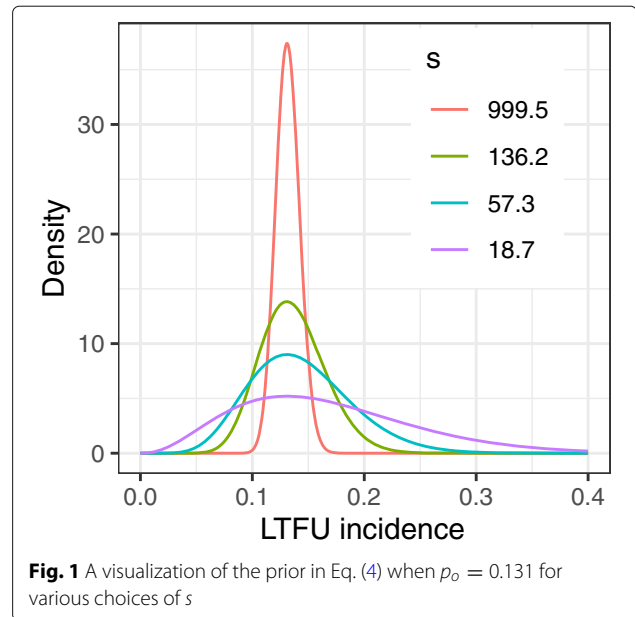 s
999.5
136.2
57.3
18.7
Density
30
20
10
0
0.0 0.1 0.2 0.3 0.4
LTFU incidence
Fig. 1 A visualization of the prior in Eq. (4) when pₒ = 0.131 for
various choices of s